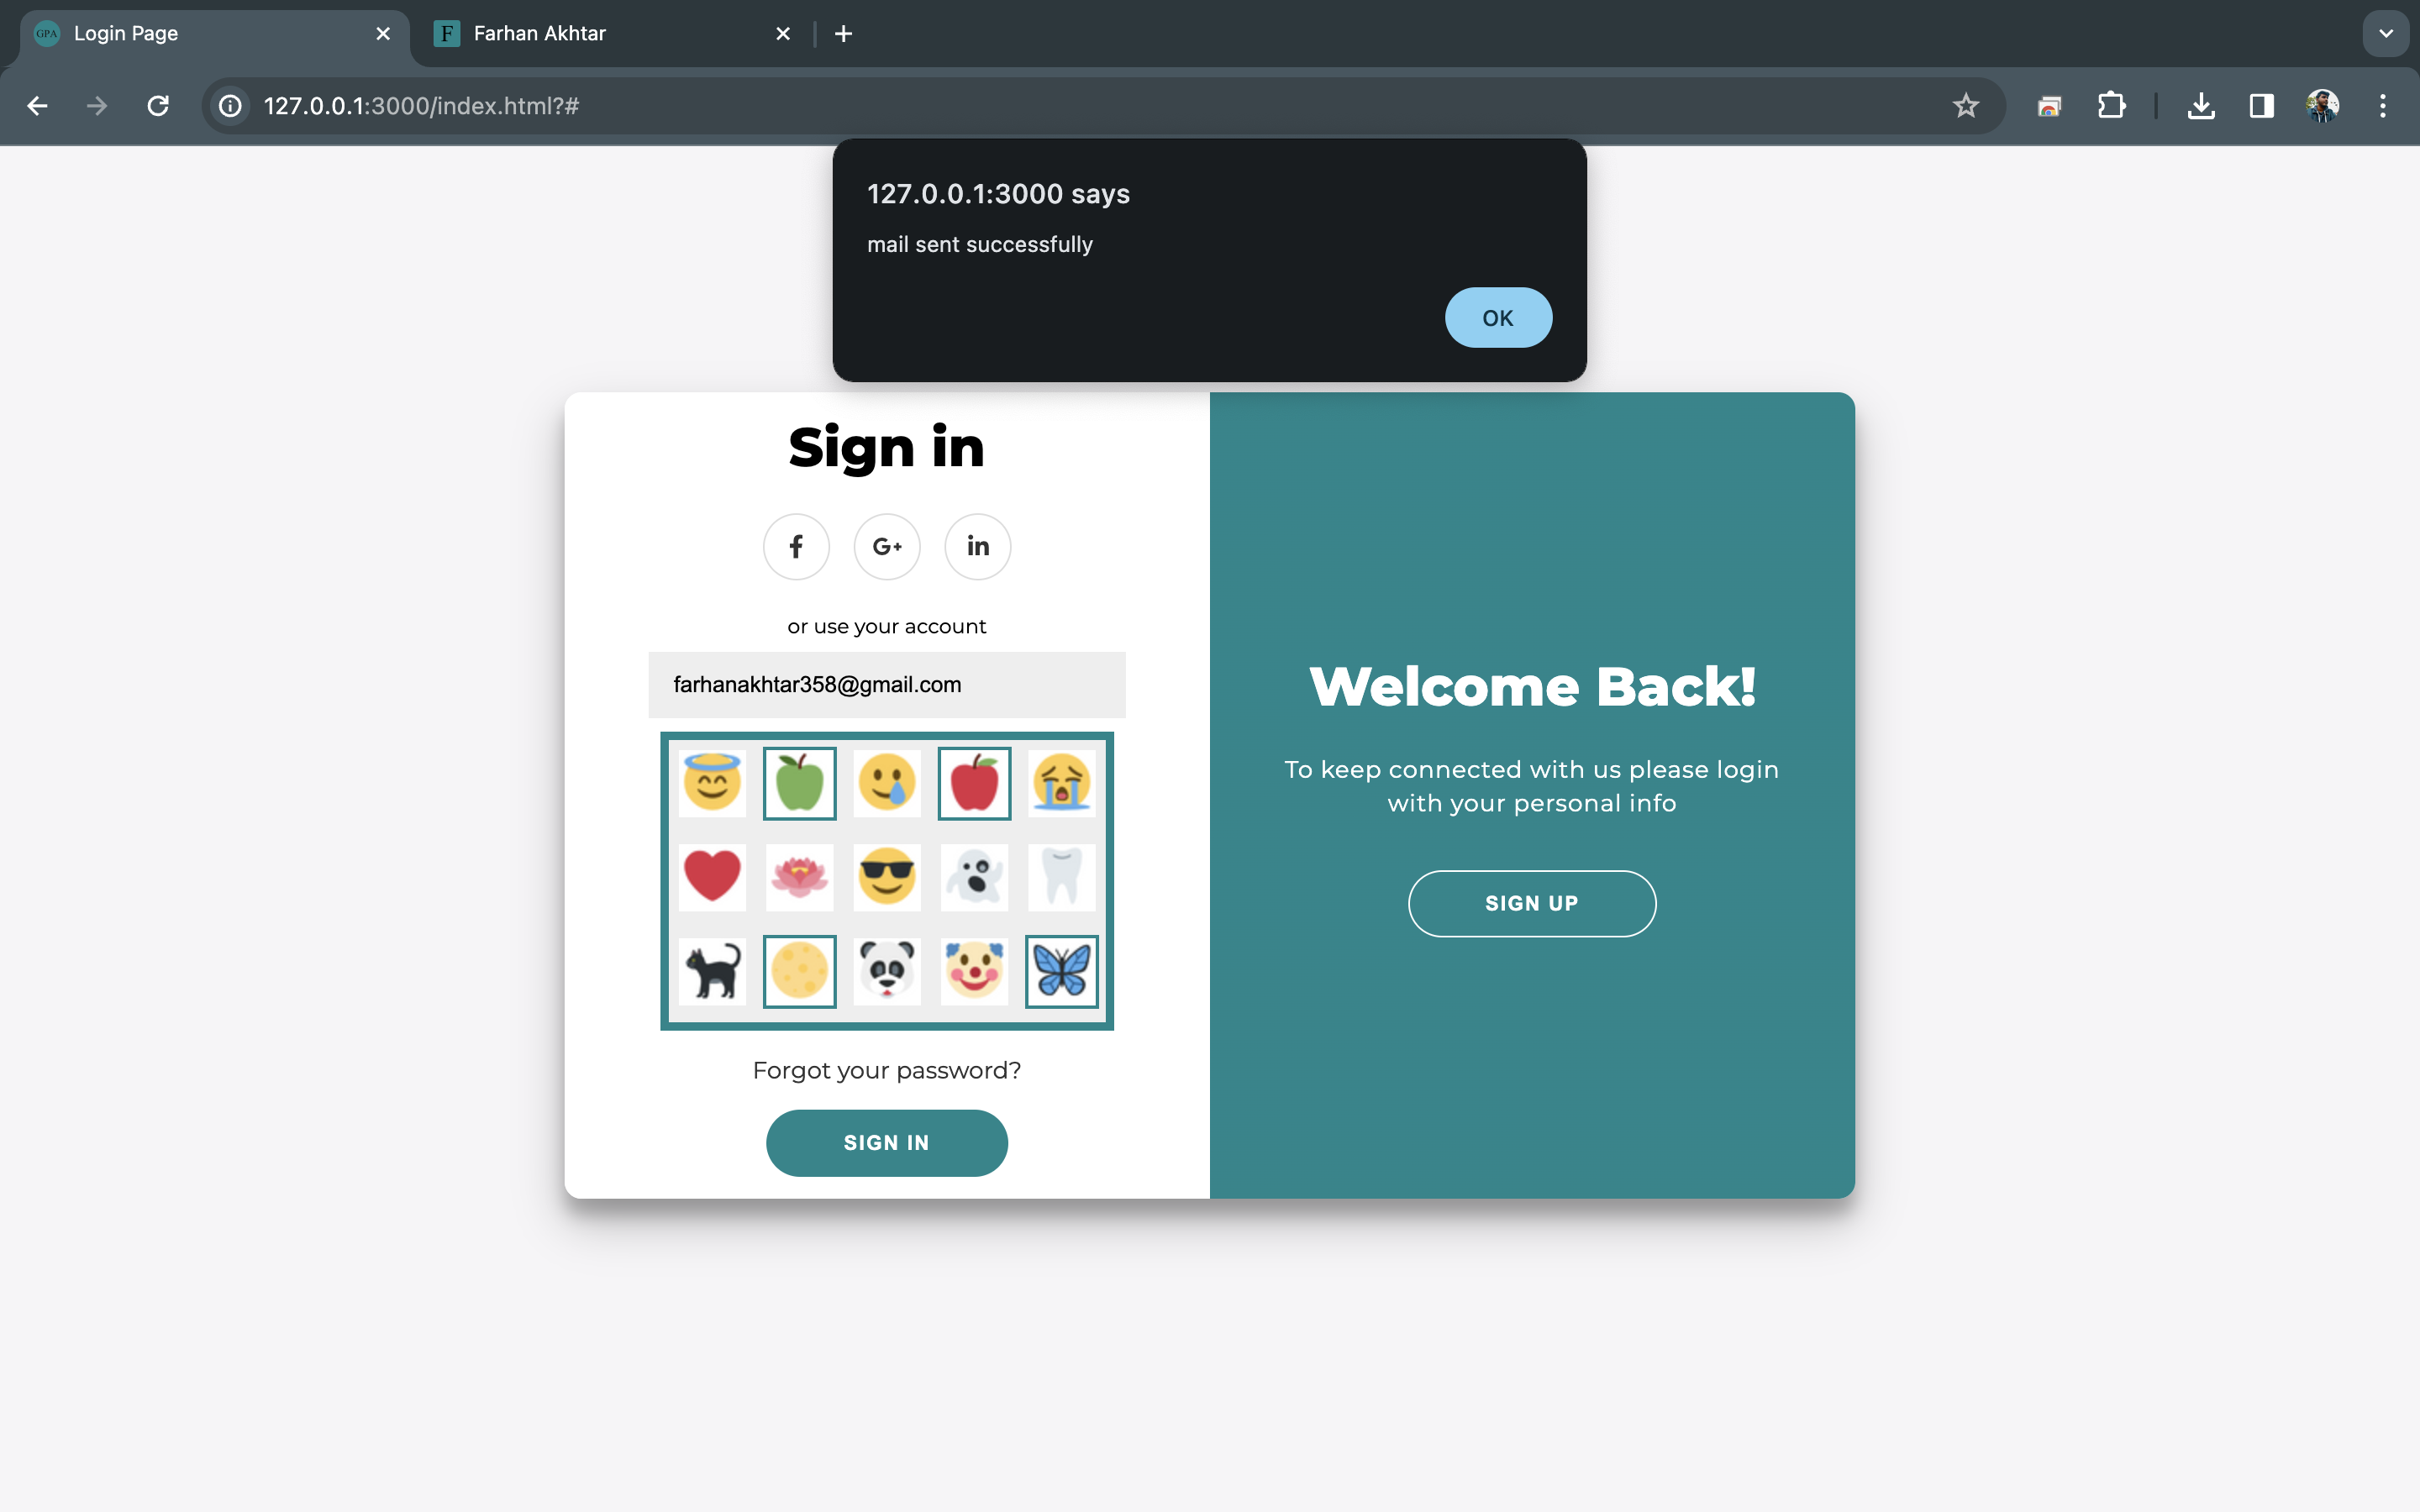 GPA Login Page
F Farhan Akhtar
127.0.0.1:3000/index.html?#
127.0.0.1:3000 says
mail sent successfully
OK
Sign in
f G+ in
or use your account
farhanakhtar358@gmail.com
Forgot your password?
SIGN IN
Welcome Back!
To keep connected with us please login
with your personal info
SIGN UP